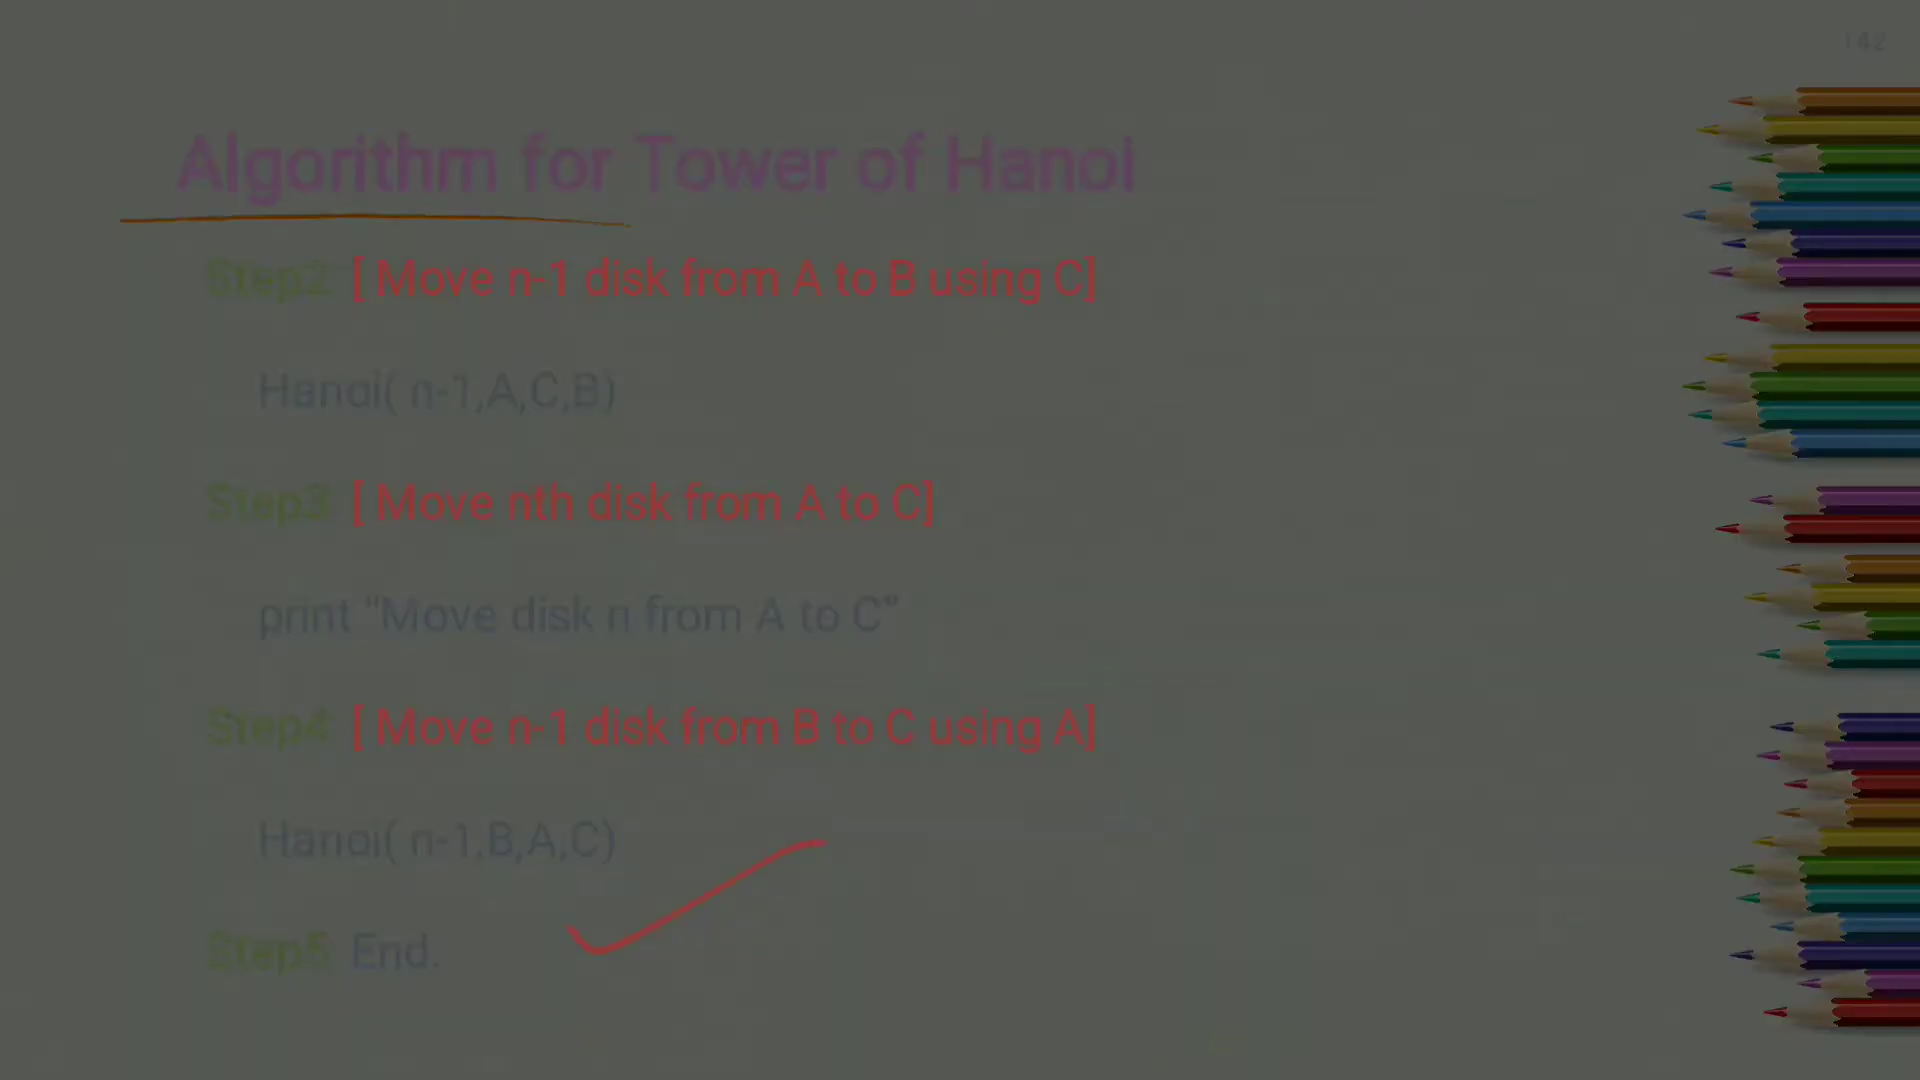 142
Algorithm for Tower of Hanoi
Step2: [ Move n-1 disk from A to B using C]
Hanoi( n-1,A,C,B)
Step3: [ Move nth disk from A to C]
print "Move disk n from A to C"
Step4: [ Move n-1 disk from B to C using A]
Hanoi( n-1,B,A,C)
Step5: End.